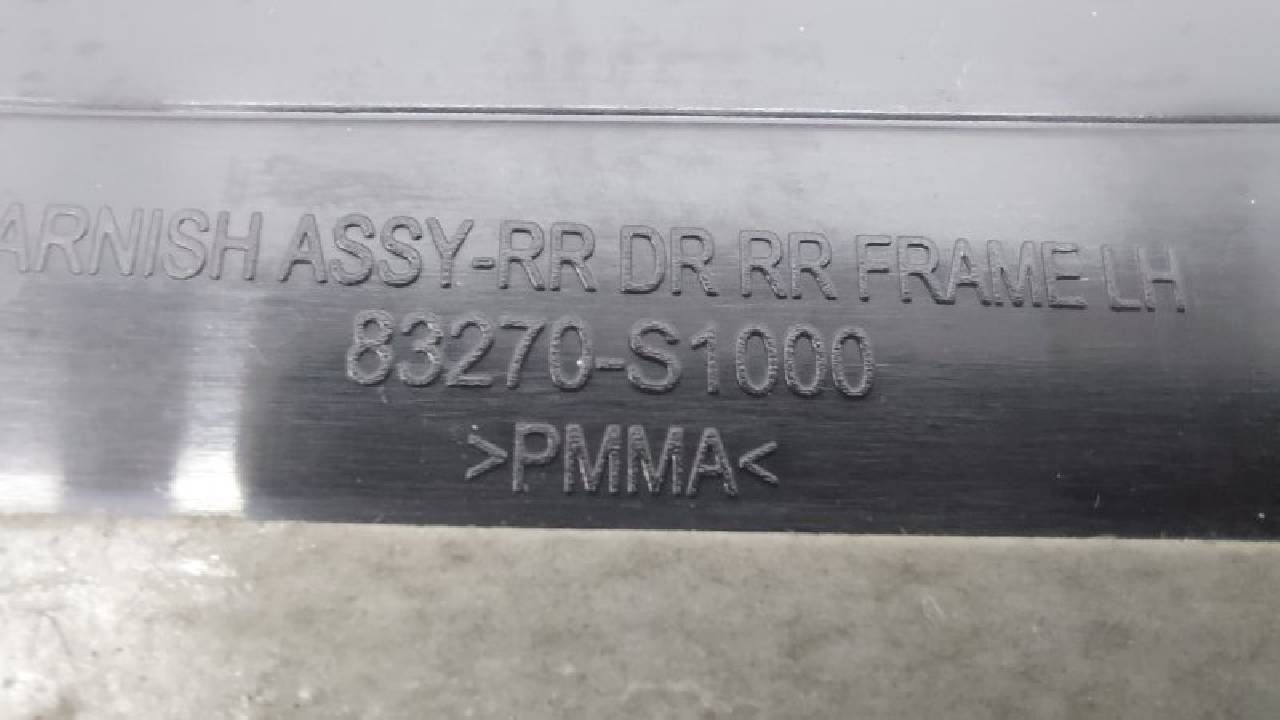 ARNISH ASSY-RR DR RR FRAME LH
83270-S1000
>PMMA<